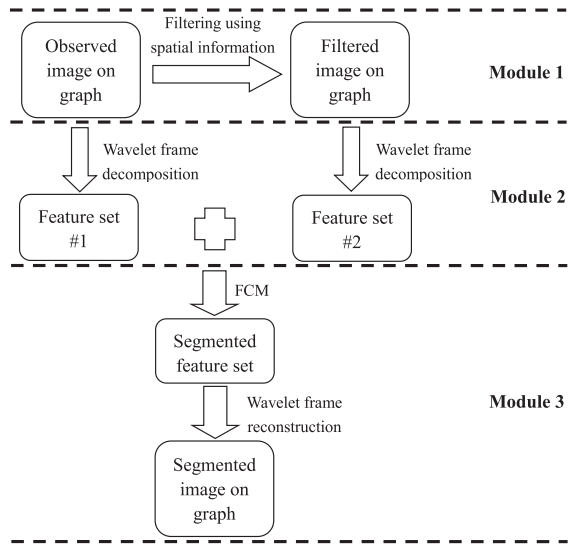 Filtering using
spatial information
Observed
image on
graph
Filtered
image on
graph
Module 1
Wavelet frame
decomposition
Wavelet frame
decomposition
Module 2
Feature set
#1
Feature set
#2
FCM
Segmented
feature set
Module 3
Wavelet frame
reconstruction
Segmented
image on
graph